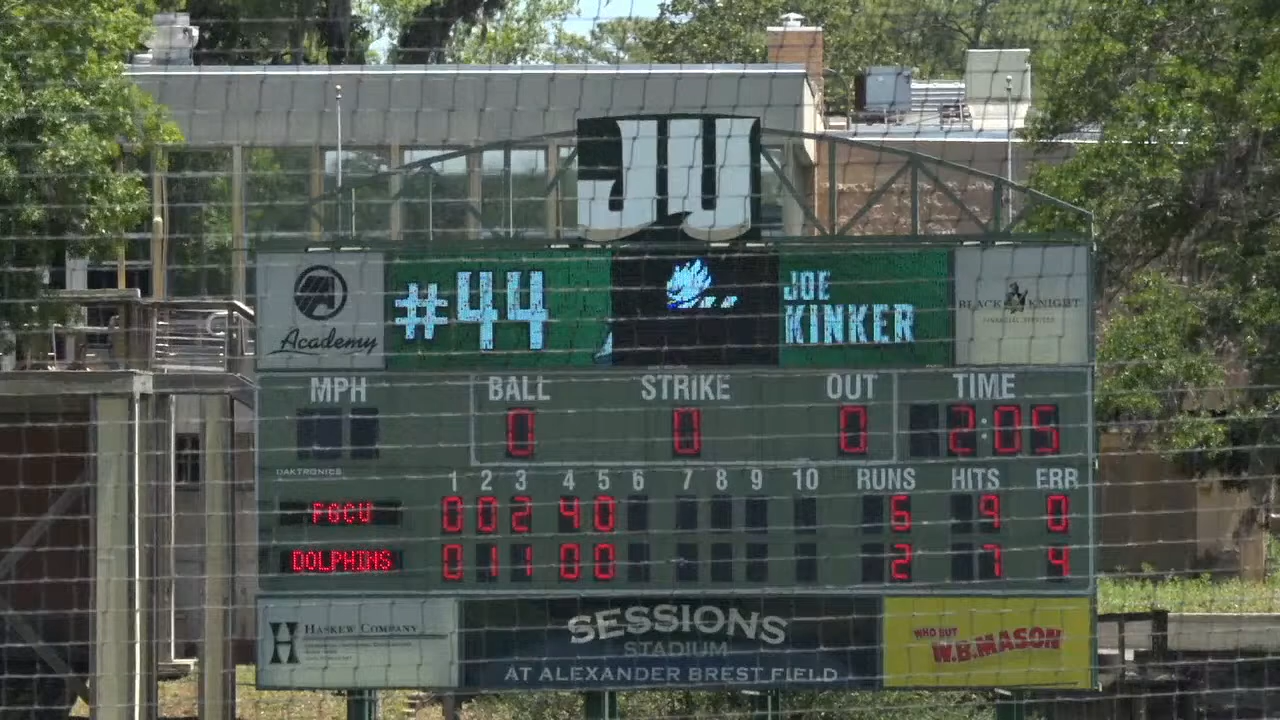 JU
Academy
#44
JOE
KINKER
BLACK KNIGHT
FINANCIAL SERVICES
MPH BALL STRIKE OUT TIME
0 0 0 2:05
DAKTRONICS
1 2 3 4 5 6 7 8 9 10 RUNS HITS ERR
FGCU 0 0 2 4 0 6 9 0
DOLPHINS 0 1 1 0 0 2 7 4
HASKEW COMPANY
SESSIONS
STADIUM
AT ALEXANDER BREST FIELD
WHO BUT
W.B. MASON